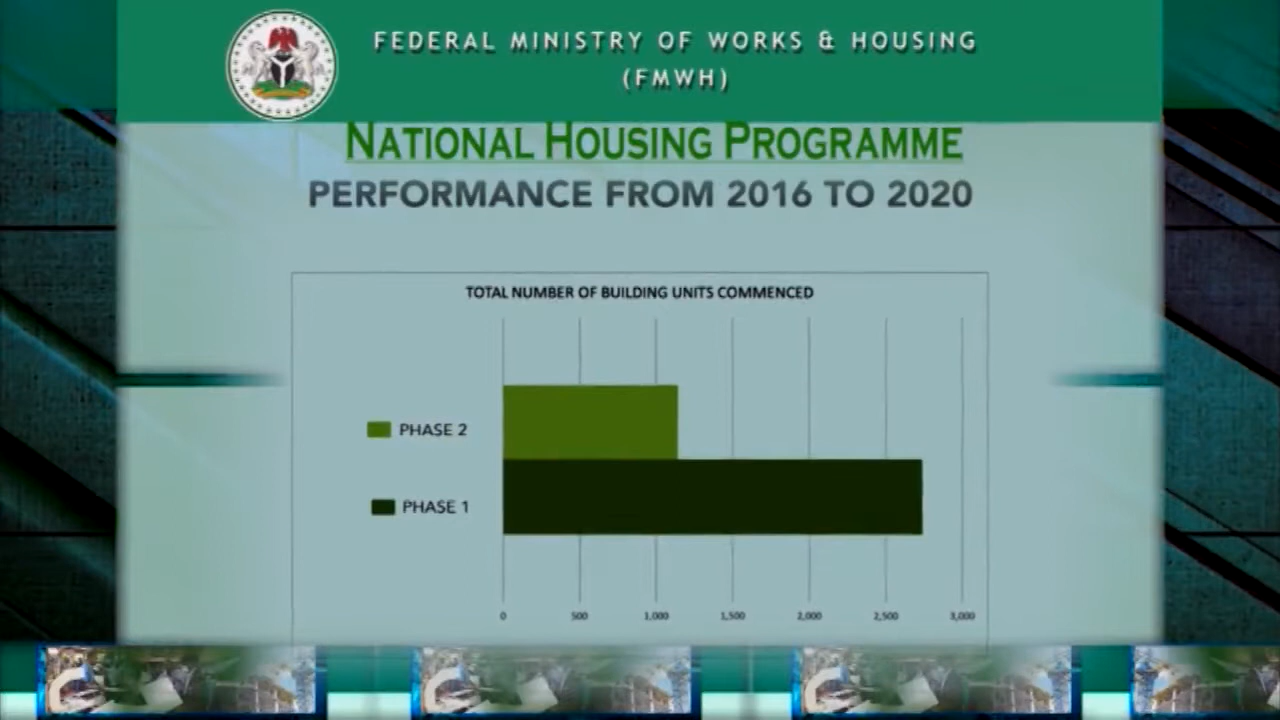 FEDERAL MINISTRY OF WORKS & HOUSING
(FMWH)
NATIONAL HOUSING PROGRAMME
PERFORMANCE FROM 2016 TO 2020
TOTAL NUMBER OF BUILDING UNITS COMMENCED
PHASE 2
PHASE 1
0 500 1,000 1,500 2,000 2,500 3,000